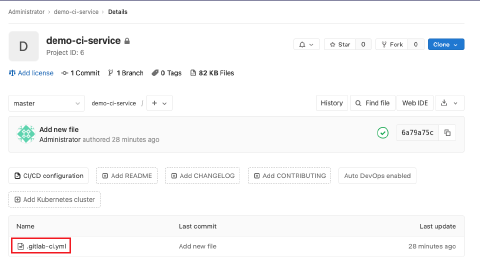 Administrator › demo-ci-service › Details
D
demo-ci-service
Project ID: 6
Star 0
Fork 0
Clone
Add license
1 Commit
1 Branch
0 Tags
82 KB Files
master
demo-ci-service / +
History
Find file
Web IDE
Add new file
Administrator authored 28 minutes ago
6a79a75c
CI/CD configuration
Add README
Add CHANGELOG
Add CONTRIBUTING
Auto DevOps enabled
Add Kubernetes cluster
Name Last commit Last update
.gitlab-ci.yml Add new file 28 minutes ago